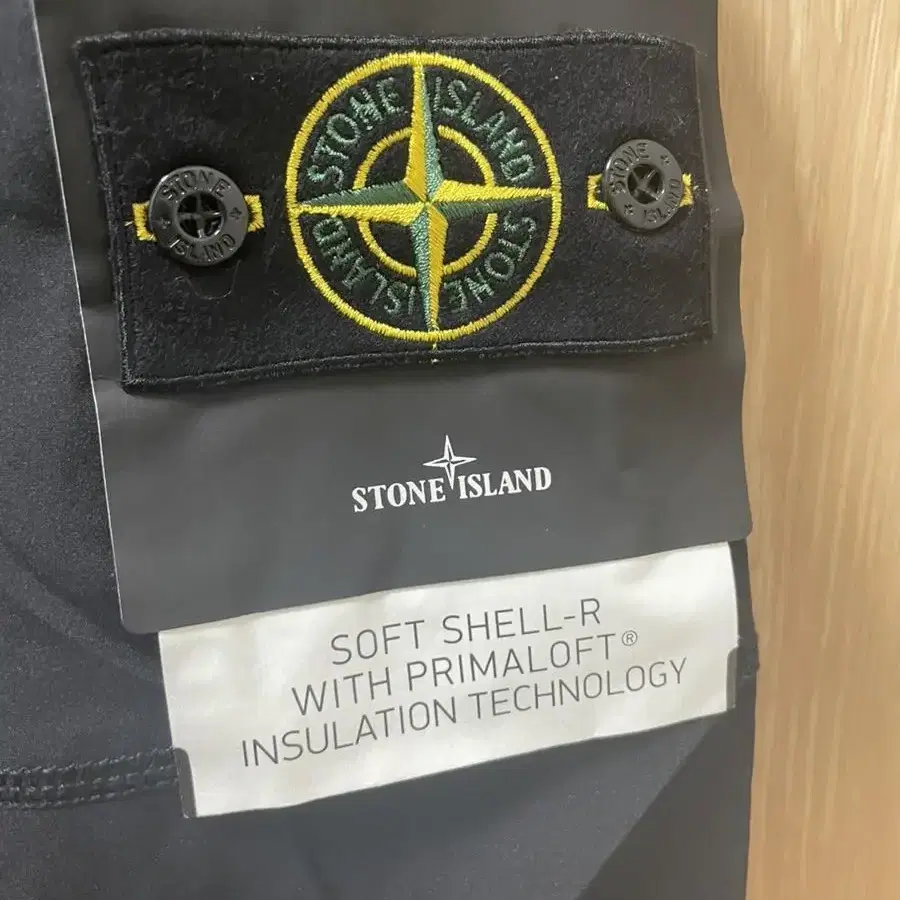 STONE ISLAND
STONE ISLAND
STONE ISLAND
STONE ISLAND
STONE ISLAND
SOFT SHELL-R
WITH PRIMALOFT®
INSULATION TECHNOLOGY